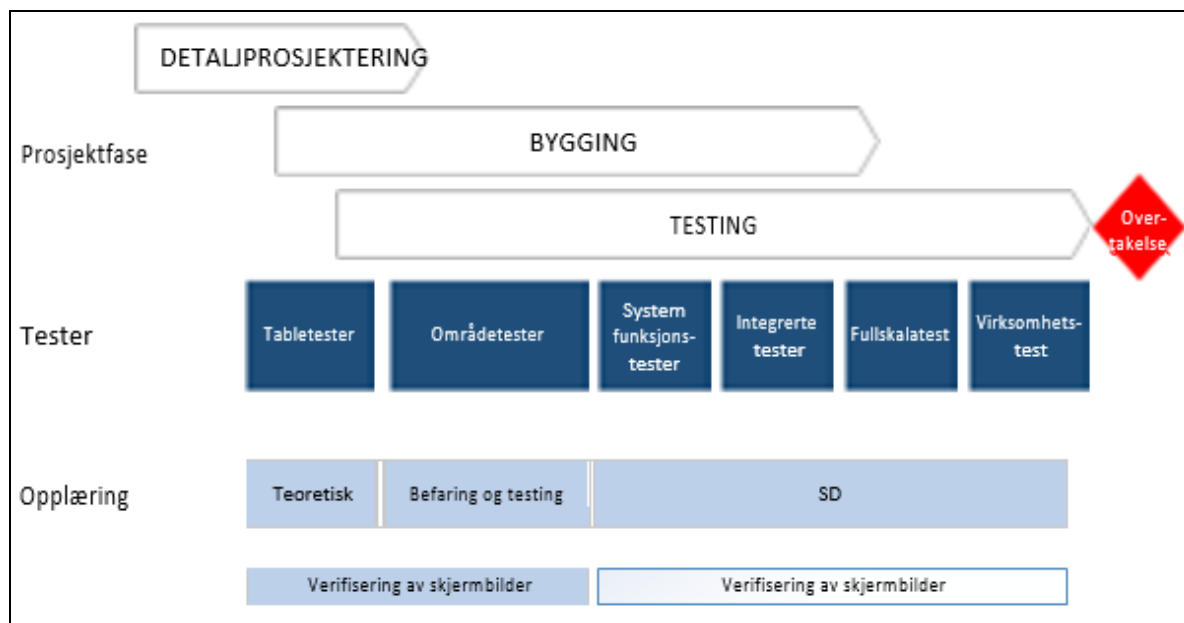 DETALJPROSJEKTERING
Prosjektfase
BYGGING
TESTING
Over-
takelse
Tester
Tabletester
Områdetester
System
funksjons-
tester
Integrerte
tester
Fullskalatest
Virksomhets-
test
Opplæring
Teoretisk
Befaring og testing
SD
Verifisering av skjermbilder
Verifisering av skjermbilder